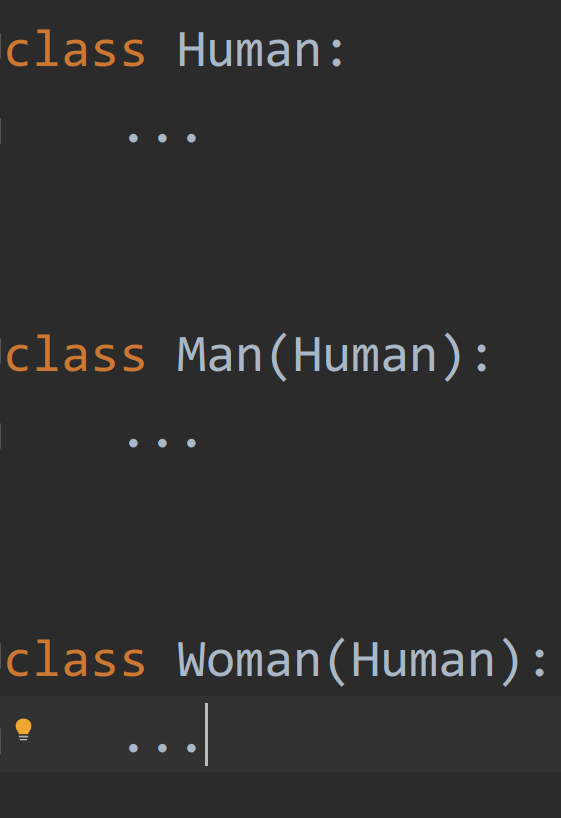 class Human:
    ...
class Man(Human):
    ...
class Woman(Human):
    ...